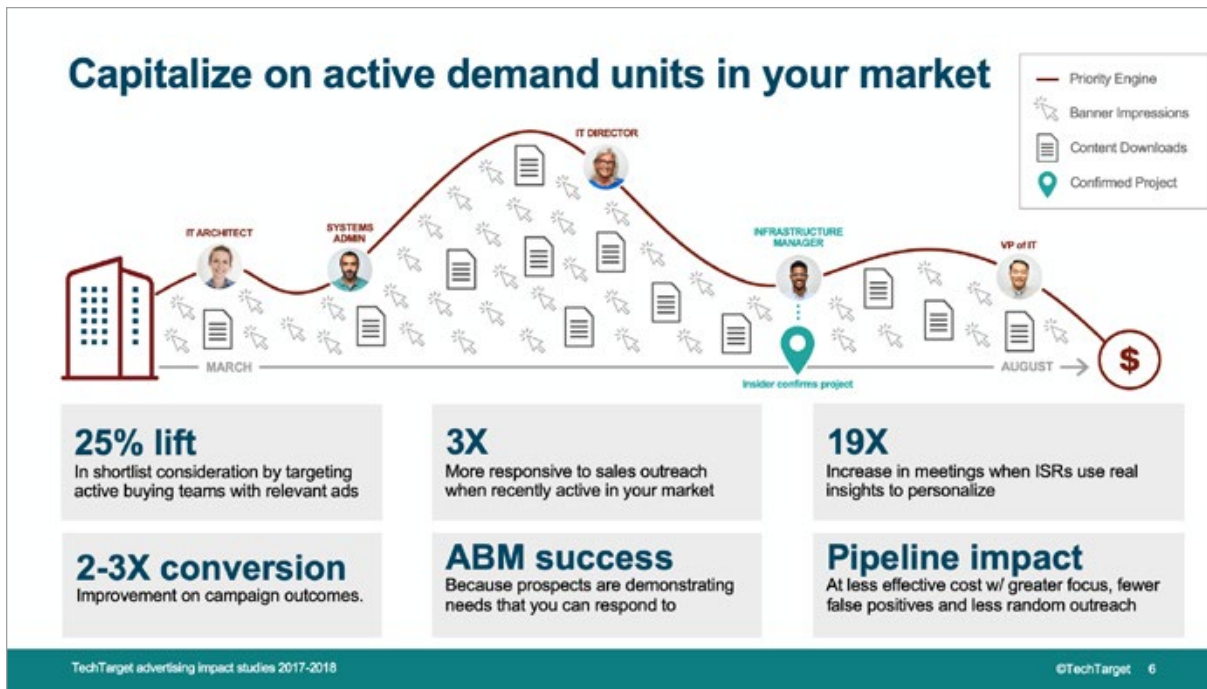 Capitalize on active demand units in your market
Priority Engine
Banner Impressions
Content Downloads
Confirmed Project
IT DIRECTOR
IT ARCHITECT
SYSTEMS
ADMIN
INFRASTRUCTURE
MANAGER
VP of IT
MARCH
AUGUST
$
Insider confirms project
25% lift
In shortlist consideration by targeting
active buying teams with relevant ads
3X
More responsive to sales outreach
when recently active in your market
19X
Increase in meetings when ISRs use real
insights to personalize
2-3X conversion
Improvement on campaign outcomes.
ABM success
Because prospects are demonstrating
needs that you can respond to
Pipeline impact
At less effective cost w/ greater focus, fewer
false positives and less random outreach
TechTarget advertising impact studies 2017-2018
©TechTarget 6